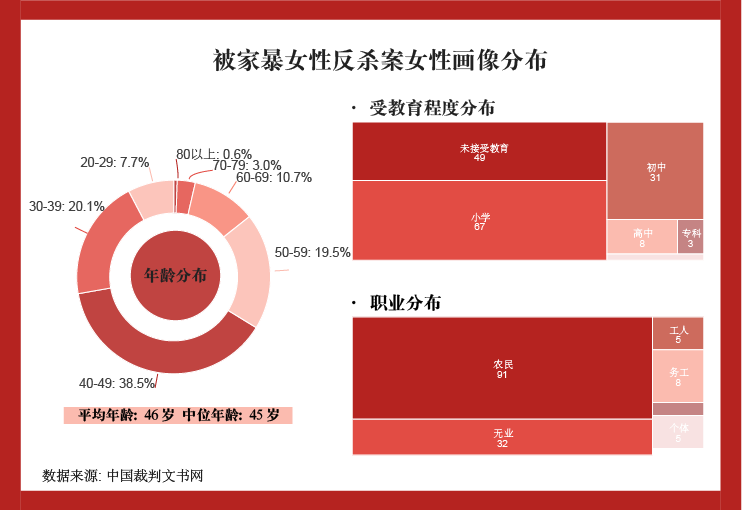 被家暴女性反杀案女性画像分布
· 受教育程度分布
未接受教育
49
小学
67
初中
31
高中
8
专科
3
80以上: 0.6%
70-79: 3.0%
60-69: 10.7%
50-59: 19.5%
40-49: 38.5%
30-39: 20.1%
20-29: 7.7%
年龄分布
平均年龄: 46 岁 中位年龄: 45 岁
· 职业分布
农民
91
无业
32
工人
5
务工
8
个体
5
数据来源: 中国裁判文书网